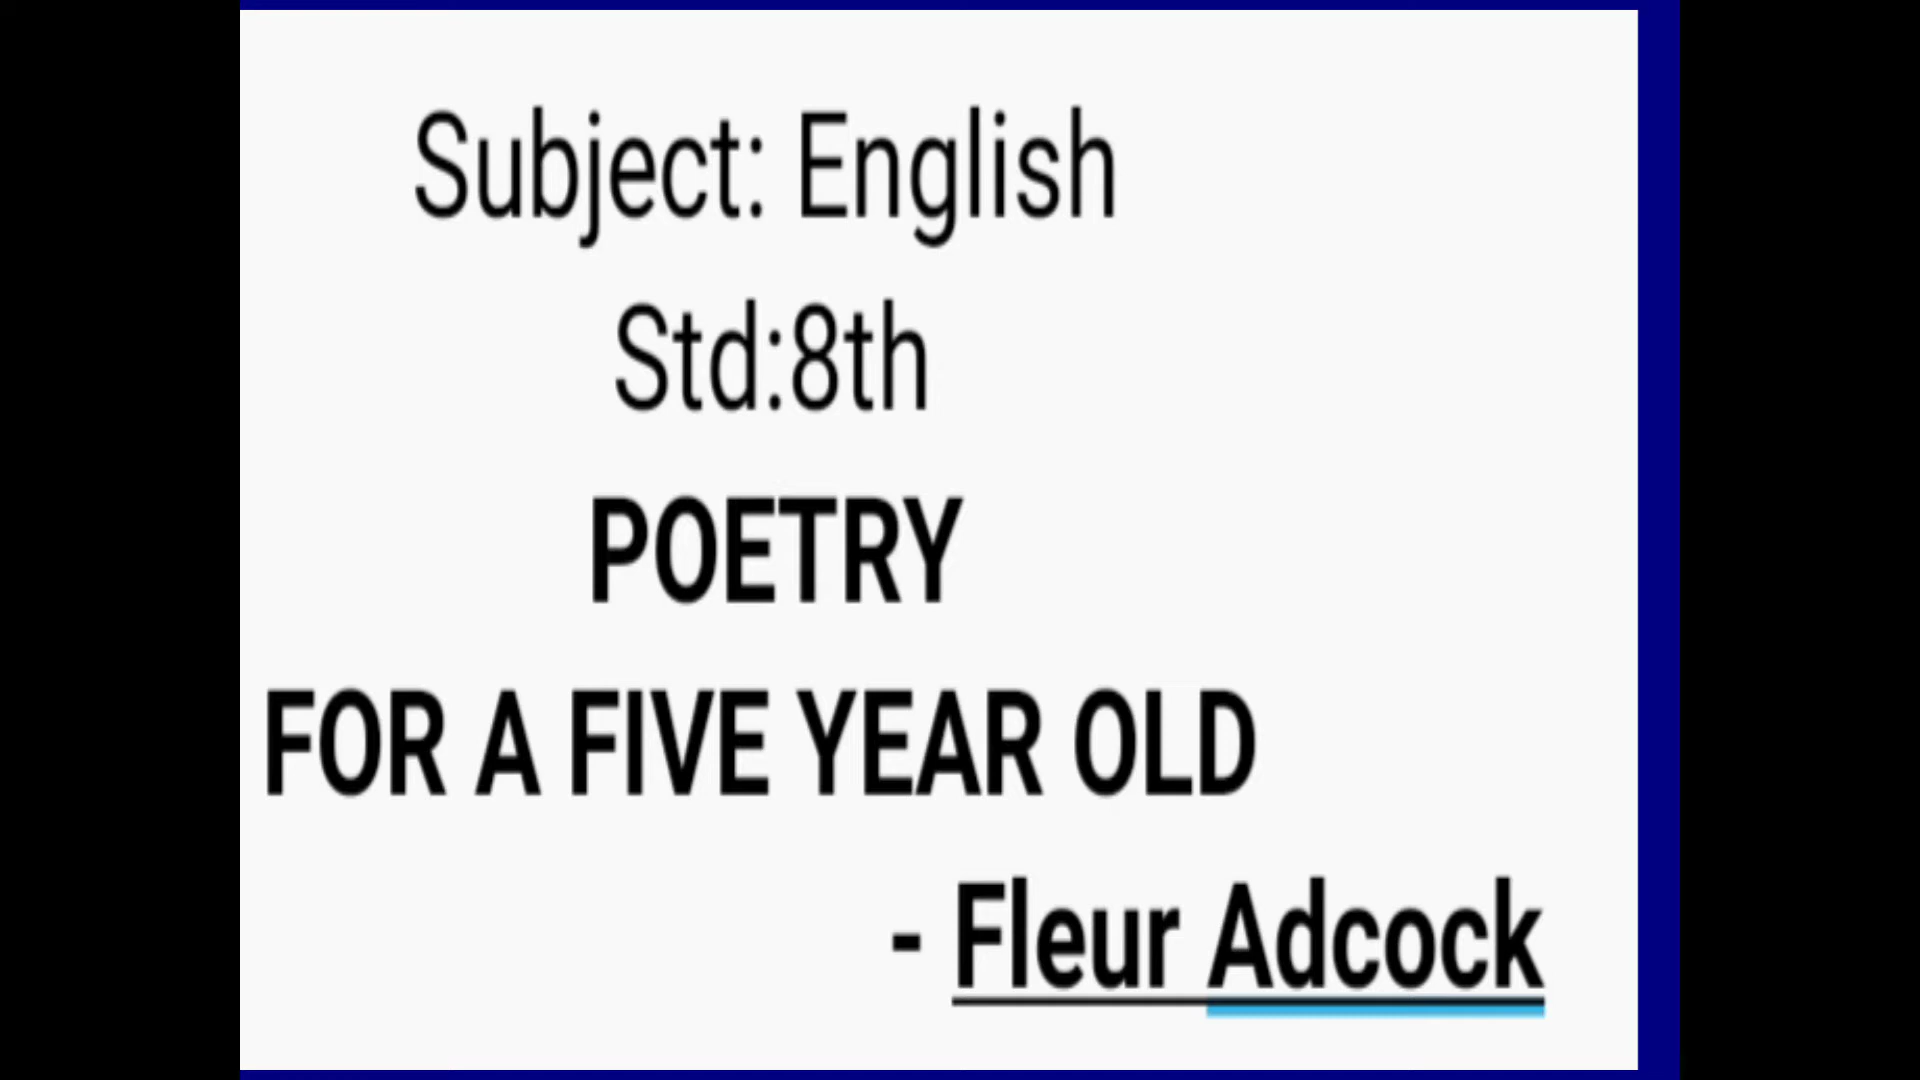 Subject: English
Std:8th
POETRY
FOR A FIVE YEAR OLD
- Fleur Adcock